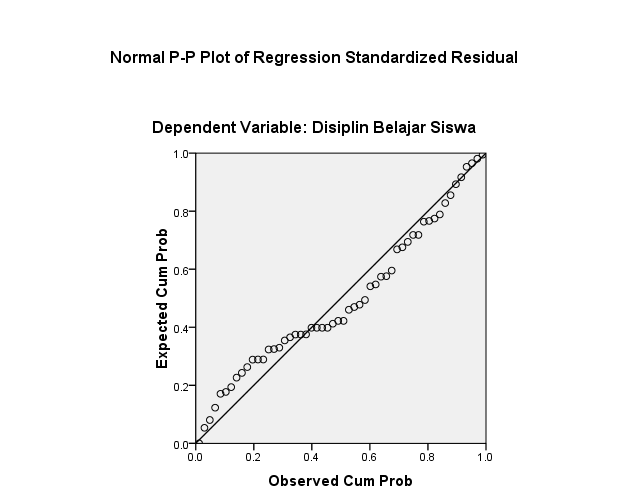 Normal P-P Plot of Regression Standardized Residual
Dependent Variable: Disiplin Belajar Siswa
1.0
0.8
0.6
0.4
0.2
0.0
Expected Cum Prob
0.0 0.2 0.4 0.6 0.8 1.0
Observed Cum Prob